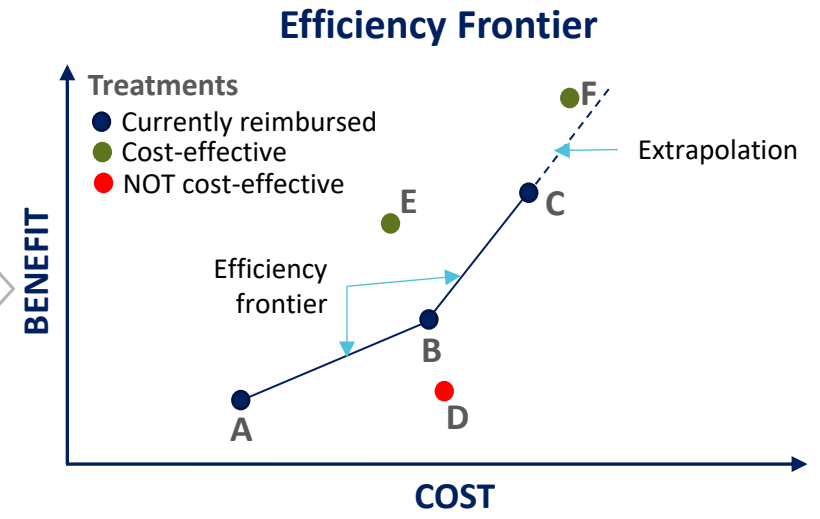 Efficiency Frontier
Treatments
Currently reimbursed
Cost-effective
NOT cost-effective
F
Extrapolation
E
C
Efficiency
frontier
B
A
D
BENEFIT
COST